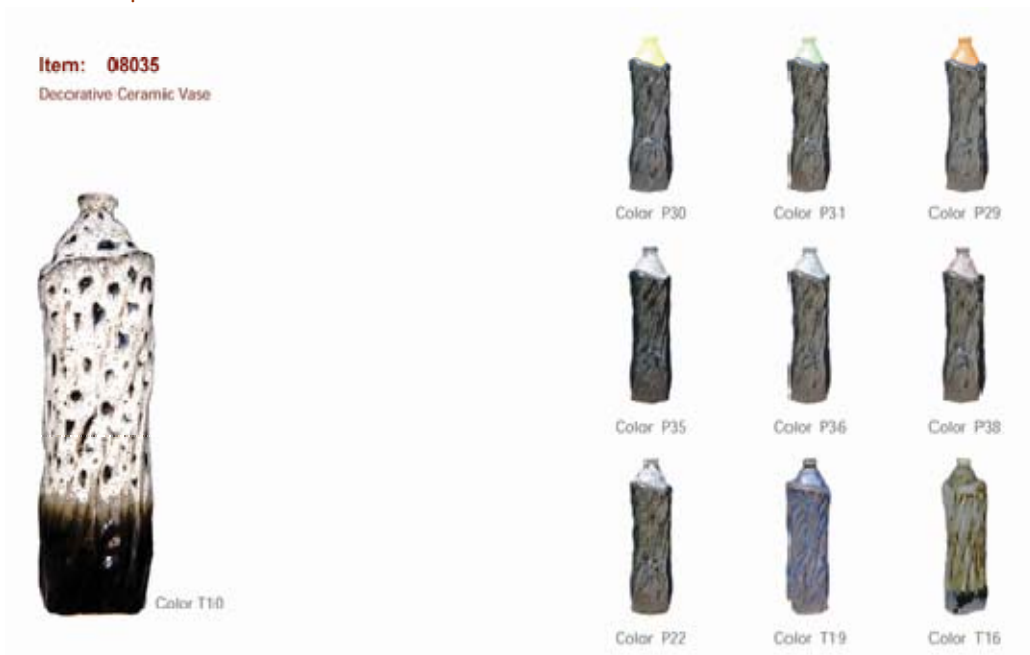 Item: 08035
Decorative Ceramic Vase
Color T10
Color P30
Color P31
Color P29
Color P35
Color P36
Color P38
Color P22
Color T19
Color T16